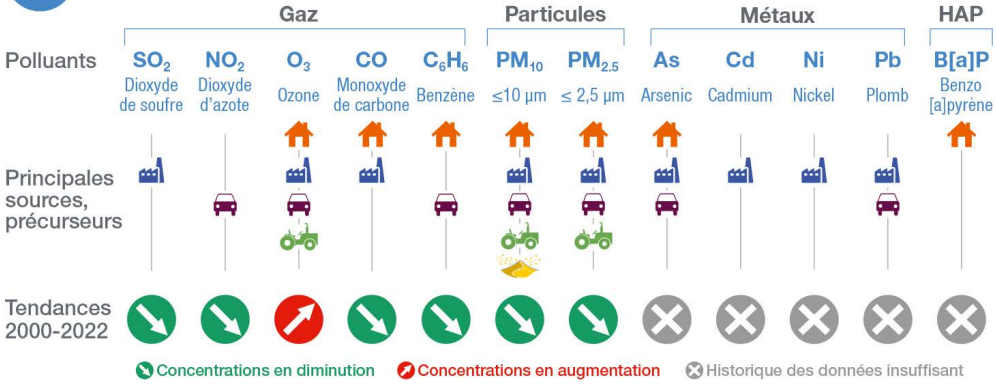 Gaz Particules Métaux HAP
Polluants SO₂ NO₂ O₃ CO C₆H₆ PM₁₀ PM₂.₅ As Cd Ni Pb B[a]P
Dioxyde de soufre Dioxyde d'azote Ozone Monoxyde de carbone Benzène ≤10 µm ≤ 2,5 µm Arsenic Cadmium Nickel Plomb Benzo [a]pyrène
Principales
sources,
précurseurs
Tendances
2000-2022
Concentrations en diminution Concentrations en augmentation Historique des données insuffisant